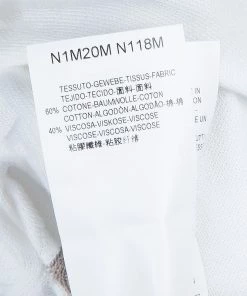 N1M20M N118M
TESSUTO-GEWEBE-TISSUS-FABRIC
TEJIDO-TECIDO-面料-面料
60% COTONE-BAUMWOLLE-COTON
COTTON-ALGODÓN-ALGODÃO-棉-棉
40% VISCOSA-VISKOSE-VISCOSE
VISCOSE-VISCOSA-VISCOSE
粘膠纖維-粘胶纤维